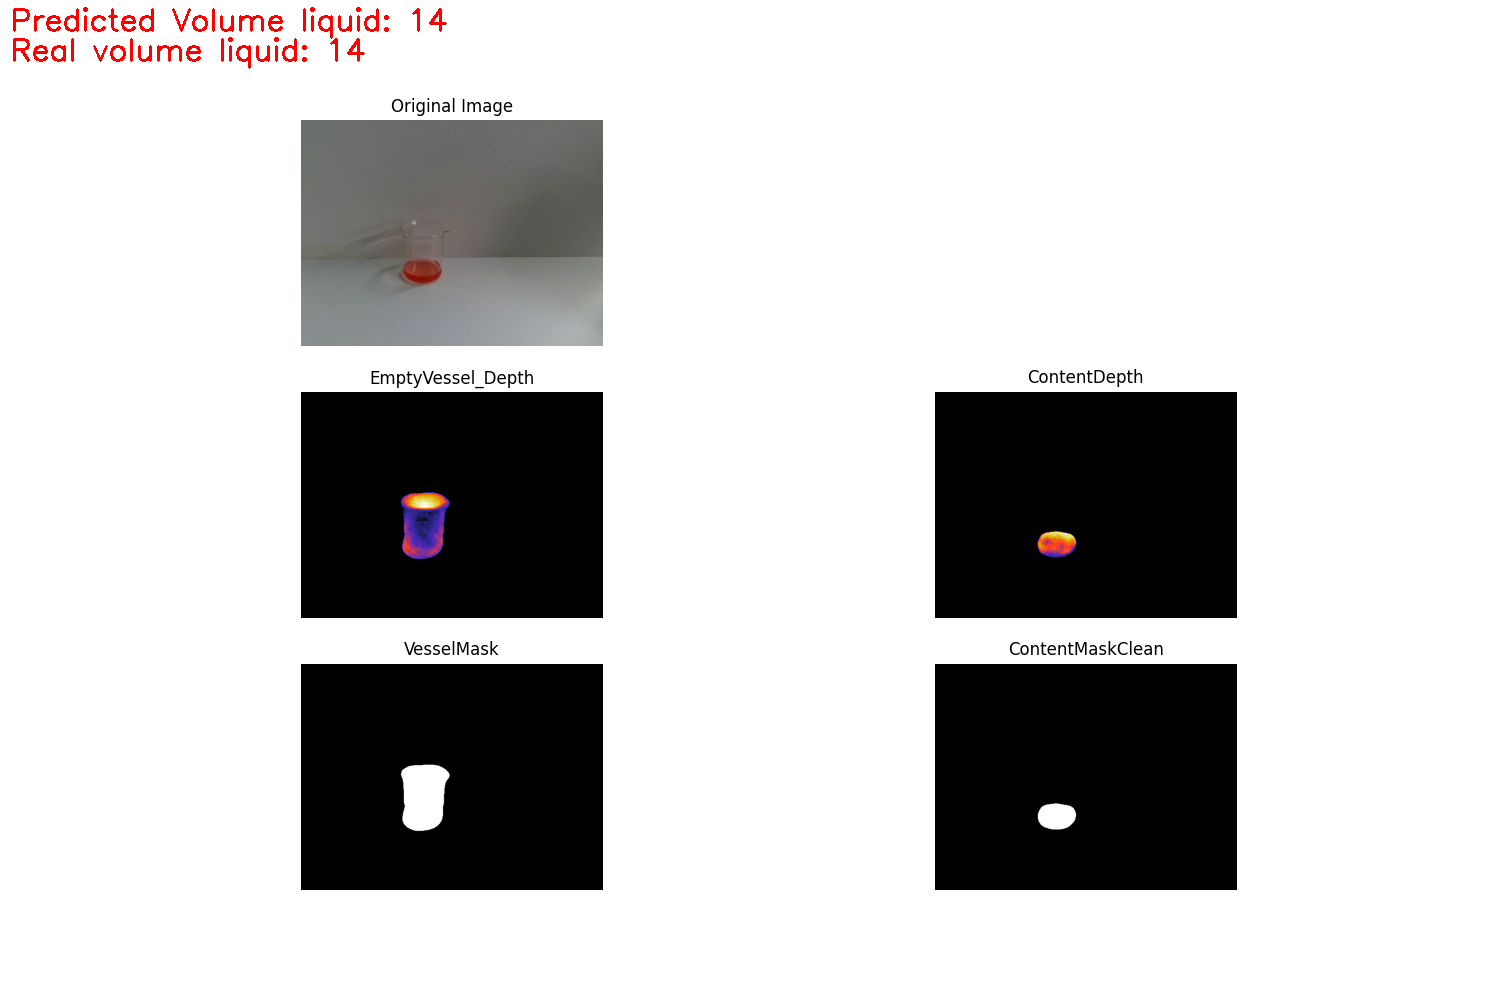 Predicted Volume liquid: 14
Real volume liquid: 14
Original Image
EmptyVessel_Depth
ContentDepth
VesselMask
ContentMaskClean